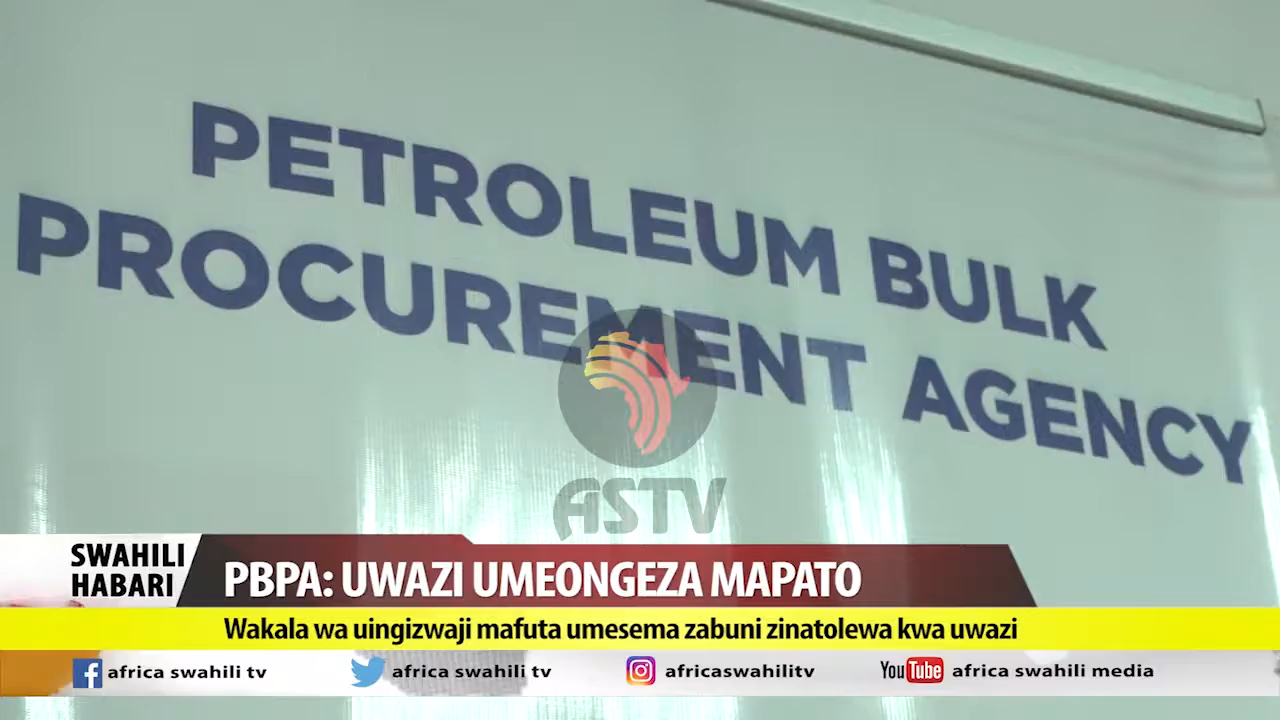 PETROLEUM BULK
PROCUREMENT AGENCY
ASTV
SWAHILI
HABARI
PBPA: UWAZI UMEONGEZA MAPATO
Wakala wa uingizwaji mafuta umesema zabuni zinatolewa kwa uwazi
africa swahili tv
africa swahili tv
africaswahilitv
YouTube africa swahili media